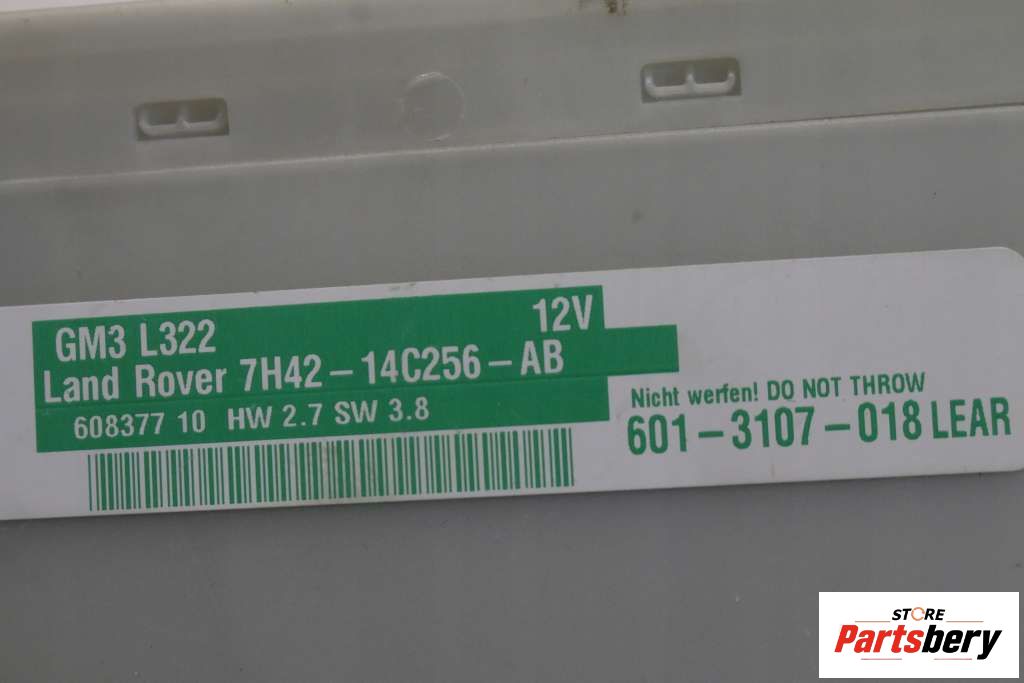 GM3 L322 12V
Land Rover 7H42-14C256-AB
608377 10 HW 2.7 SW 3.8
Nicht werfen! DO NOT THROW
601-3107-018 LEAR
STORE
Partsbery